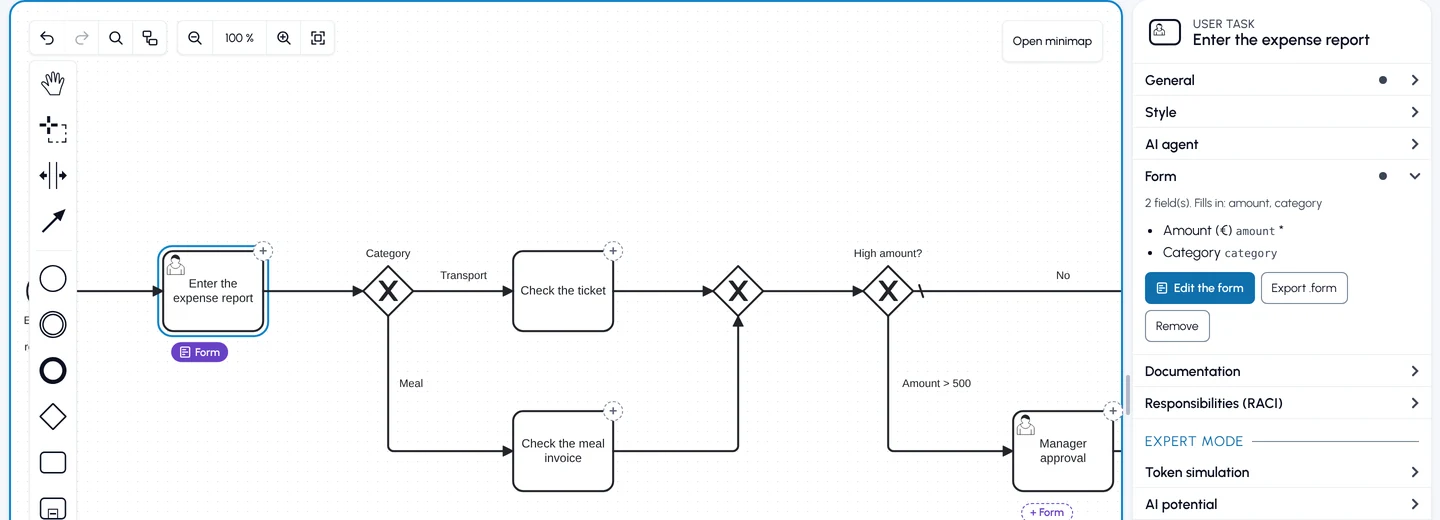 100 %
Open minimap
Enter the
expense report
Form
Category
Transport
Meal
Check the ticket
Check the meal
invoice
High amount?
No
Amount > 500
Manager
approval
+ Form
USER TASK
Enter the expense report
General
Style
AI agent
Form
2 field(s). Fills in: amount, category
Amount (€) amount *
Category category
Edit the form
Export .form
Remove
Documentation
Responsibilities (RACI)
EXPERT MODE
Token simulation
AI potential